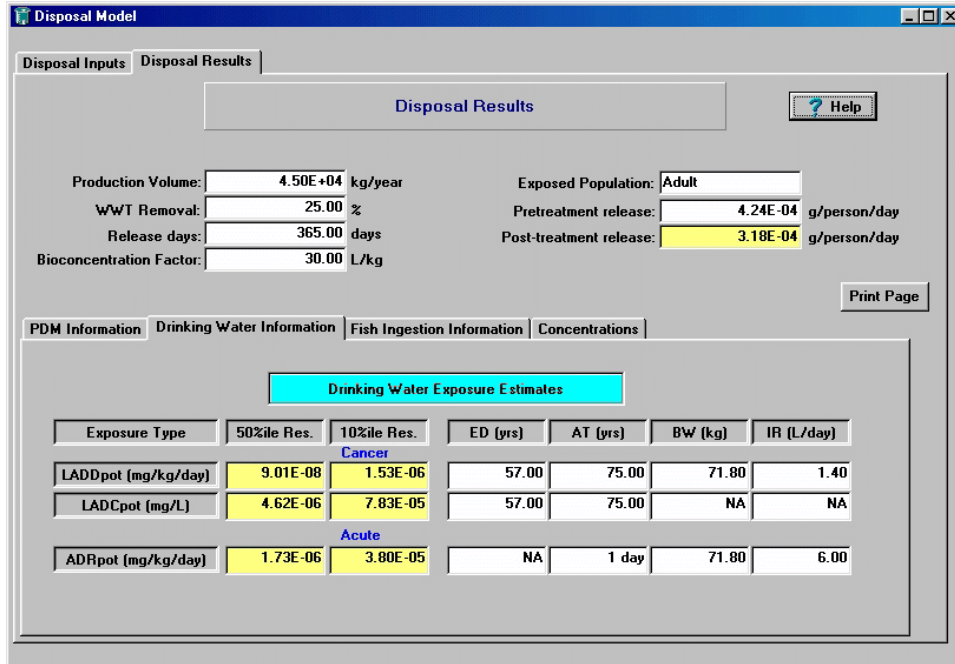 Disposal Model
Disposal Inputs Disposal Results
Disposal Results
? Help
Production Volume: 4.50E+04 kg/year Exposed Population: Adult
WWT Removal: 25.00 % Pretreatment release: 4.24E-04 g/person/day
Release days: 365.00 days Post-treatment release: 3.18E-04 g/person/day
Bioconcentration Factor: 30.00 L/kg
Print Page
PDM Information Drinking Water Information Fish Ingestion Information Concentrations
Drinking Water Exposure Estimates
Exposure Type 50%ile Res. 10%ile Res. ED (yrs) AT (yrs) BW (kg) IR (L/day)
Cancer
LADDpot (mg/kg/day) 9.01E-08 1.53E-06 57.00 75.00 71.80 1.40
LADCpot (mg/L) 4.62E-06 7.83E-05 57.00 75.00 NA NA
Acute
ADRpot (mg/kg/day) 1.73E-06 3.80E-05 NA 1 day 71.80 6.00